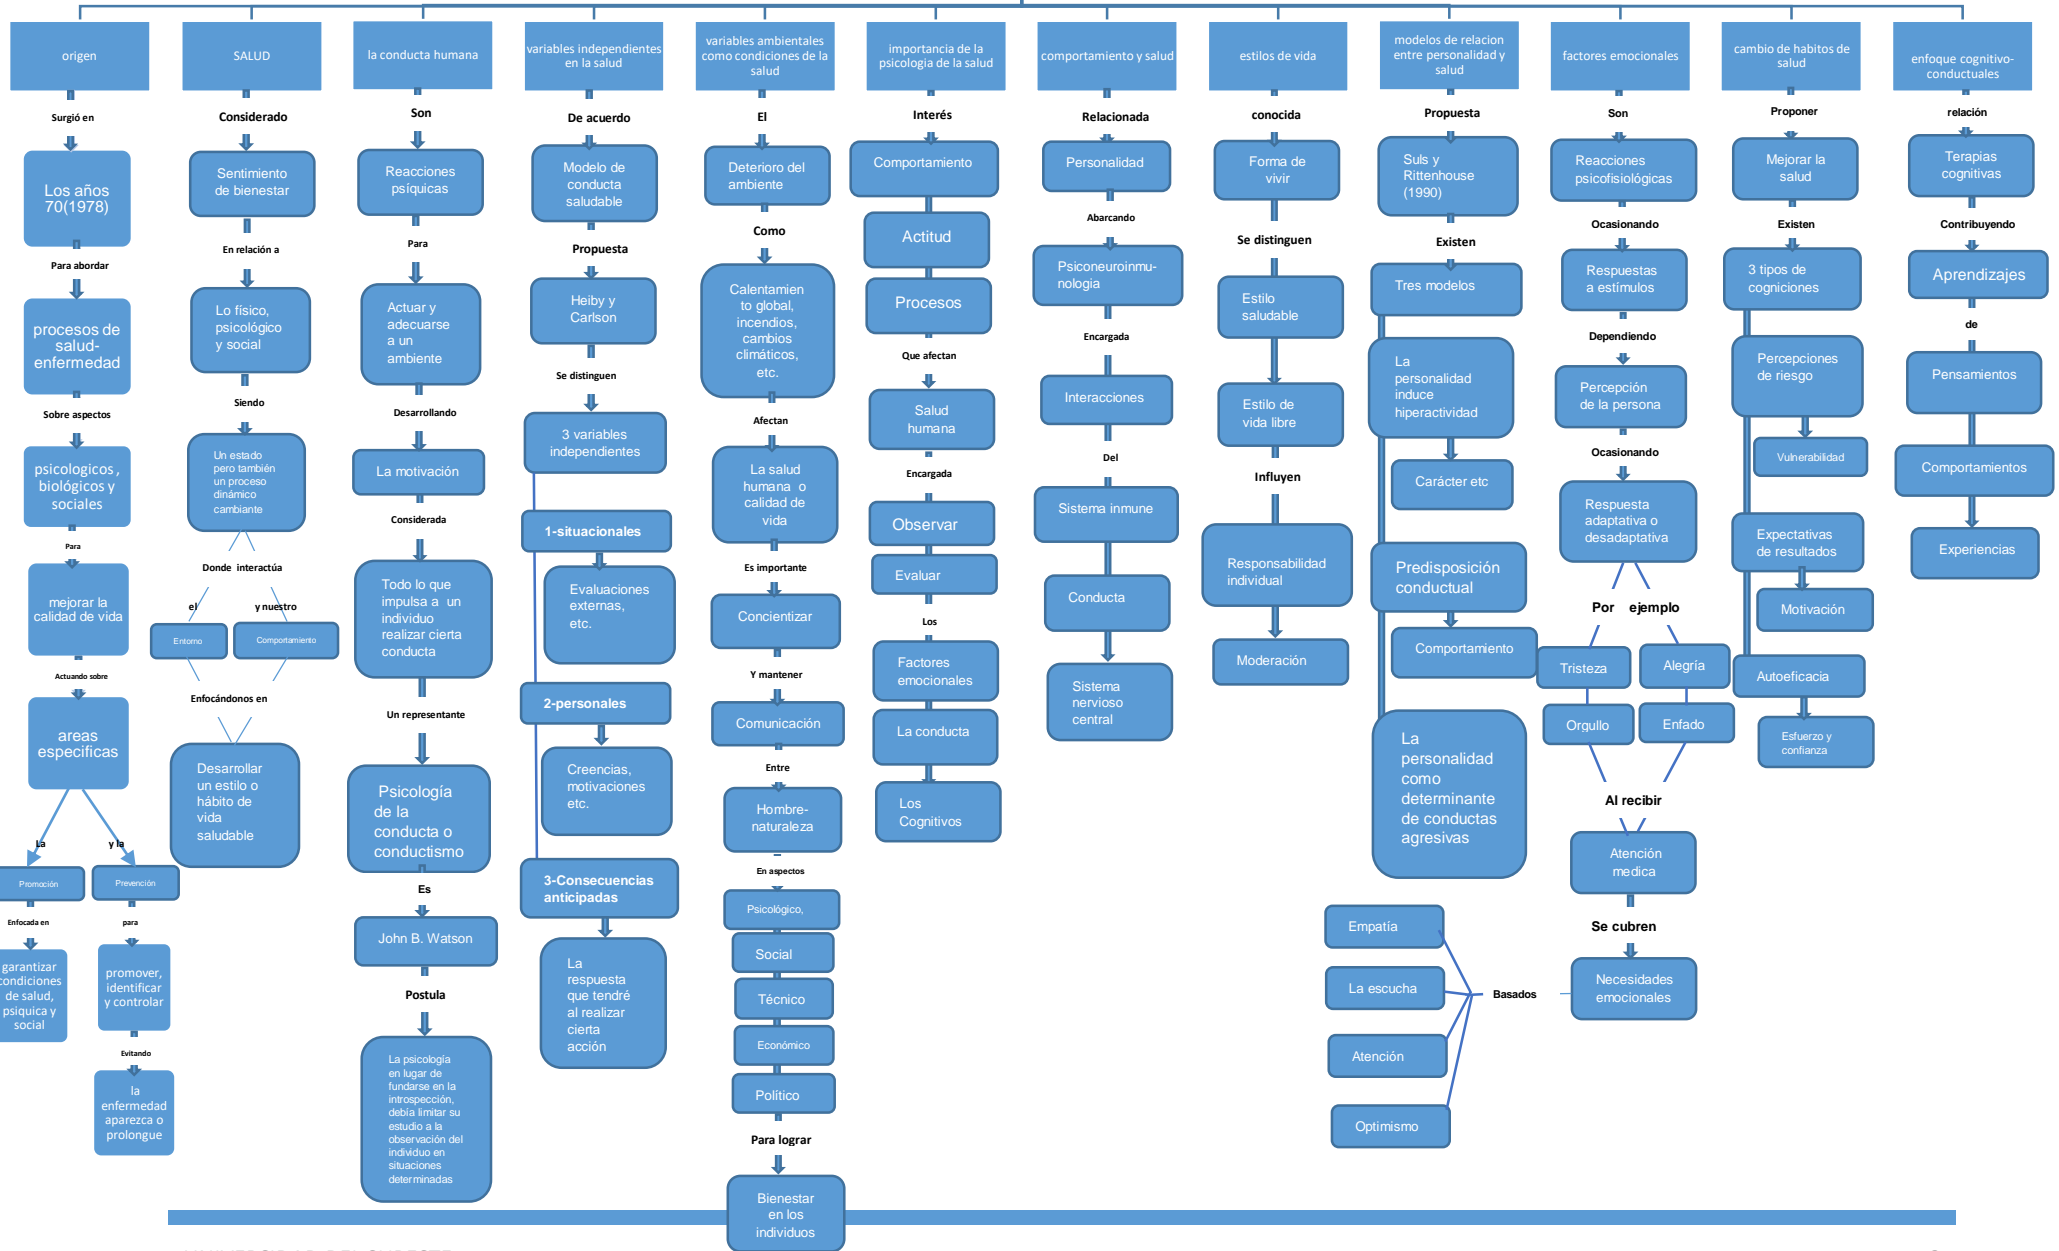 origen
Surgió en
Los años
70(1978)
Para abordar
procesos de
salud-
enfermedad
Sobre aspectos
psicologicos ,
biológicos y
sociales
Para
mejorar la
calidad de vida
Actuando sobre
areas
especificas
La
y la
Promoción
Prevención
Enfocada en
para
garantizar
condiciones
de salud,
psiquica y
social
promover,
identificar
y controlar
Evitando
la
enfermedad
aparezca o
prolongue
SALUD
Considerado
Sentimiento
de bienestar
En relación a
Lo físico,
psicológico
y social
Siendo
Un estado
pero también
un proceso
dinámico
cambiante
Donde interactúa
el
y nuestro
Entorno
Comportamiento
Enfocándonos en
Desarrollar
un estilo o
hábito de
vida
saludable
la conducta humana
Son
Reacciones
psíquicas
Para
Actuar y
adecuarse
a un
ambiente
Desarrollando
La motivación
Considerada
Todo lo que
impulsa a un
individuo
realizar cierta
conducta
Un representante
Psicología
de la
conducta o
conductismo
Es
John B. Watson
Postula
La psicología
en lugar de
fundarse en la
introspección,
debía limitar su
estudio a la
observación del
individuo en
situaciones
determinadas
variables independientes
en la salud
De acuerdo
Modelo de
conducta
saludable
Propuesta
Heiby y
Carlson
Se distinguen
3 variables
independientes
1-situacionales
Evaluaciones
externas,
etc.
2-personales
Creencias,
motivaciones
etc.
3-Consecuencias
anticipadas
La
respuesta
que tendré
al realizar
cierta
acción
variables ambientales
como condiciones de la
salud
El
Deterioro del
ambiente
Como
Calentamien
to global,
incendios,
cambios
climáticos,
etc.
Afectan
La salud
humana o
calidad de
vida
Es importante
Concientizar
Y mantener
Comunicación
Entre
Hombre-
naturaleza
En aspectos
Psicológico,
Social
Técnico
Económico
Político
Para lograr
Bienestar
en los
individuos
importancia de la
psicologia de la salud
Interés
Comportamiento
Actitud
Procesos
Que afectan
Salud
humana
Encargada
Observar
Evaluar
Los
Factores
emocionales
La conducta
Los
Cognitivos
comportamiento y salud
Relacionada
Personalidad
Abarcando
Psiconeuroinmu-
nologia
Encargada
Interacciones
Del
Sistema inmune
Conducta
Sistema
nervioso
central
estilos de vida
conocida
Forma de
vivir
Se distinguen
Estilo
saludable
Estilo de
vida libre
Influyen
Responsabilidad
individual
Moderación
modelos de relacion
entre personalidad y
salud
Propuesta
Suls y
Rittenhouse
(1990)
Existen
Tres modelos
La
personalidad
induce
hiperactividad
Carácter etc
Predisposición
conductual
Comportamiento
La
personalidad
como
determinante
de conductas
agresivas
factores emocionales
Son
Reacciones
psicofisiológicas
Ocasionando
Respuestas
a estímulos
Dependiendo
Percepción
de la persona
Ocasionando
Respuesta
adaptativa o
desadaptativa
Por ejemplo
Tristeza
Alegría
Orgullo
Enfado
Al recibir
Atención
medica
Se cubren
Necesidades
emocionales
Basados
Empatía
La escucha
Atención
Optimismo
cambio de habitos de
salud
Proponer
Mejorar la
salud
Existen
3 tipos de
cogniciones
Percepciones
de riesgo
Vulnerabilidad
Expectativas
de resultados
Motivación
Autoeficacia
Esfuerzo y
confianza
enfoque cognitivo-
conductuales
relación
Terapias
cognitivas
Contribuyendo
Aprendizajes
de
Pensamientos
Comportamientos
Experiencias